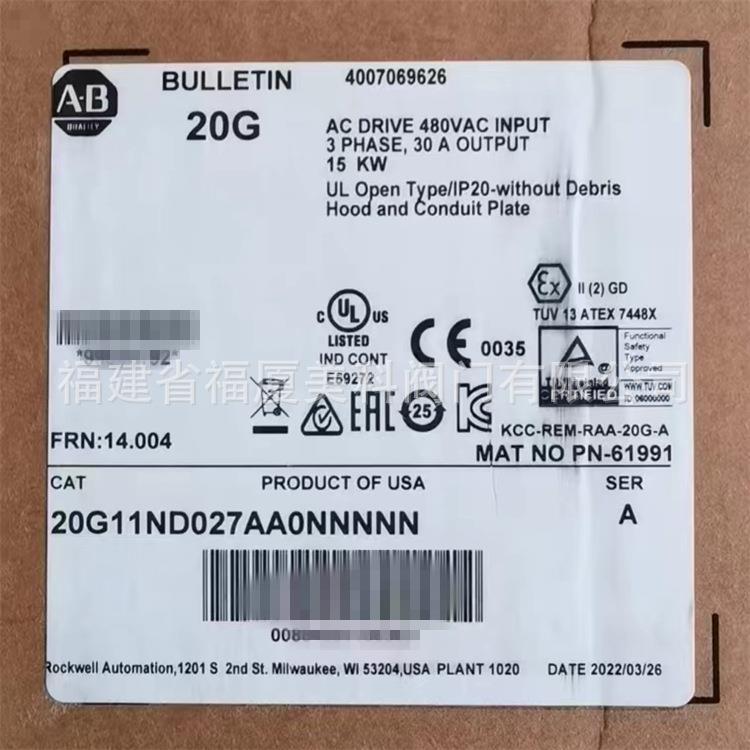 A-B
QUALITY
BULLETIN
20G
4007069626
AC DRIVE 480VAC INPUT
3 PHASE, 30 A OUTPUT
15 KW
UL Open Type/IP20-without Debris
Hood and Conduit Plate
Ex II (2) GD
TUV 13 ATEX 7448X
C UL US
LISTED
IND CONT
E59272
CE 0035
Functional
Safety
Type
Approved
WWW.TUV.COM
CERTIFIED
福建省福厦美科阀门有限公司
EAC
25
FRN:14.004
KCC-REM-RAA-20G-A
MAT NO PN-61991
CAT
PRODUCT OF USA
SER
20G11ND027AA0NNNNN
A
Rockwell Automation,1201 S 2nd St. Milwaukee, WI 53204,USA PLANT 1020
DATE 2022/03/26